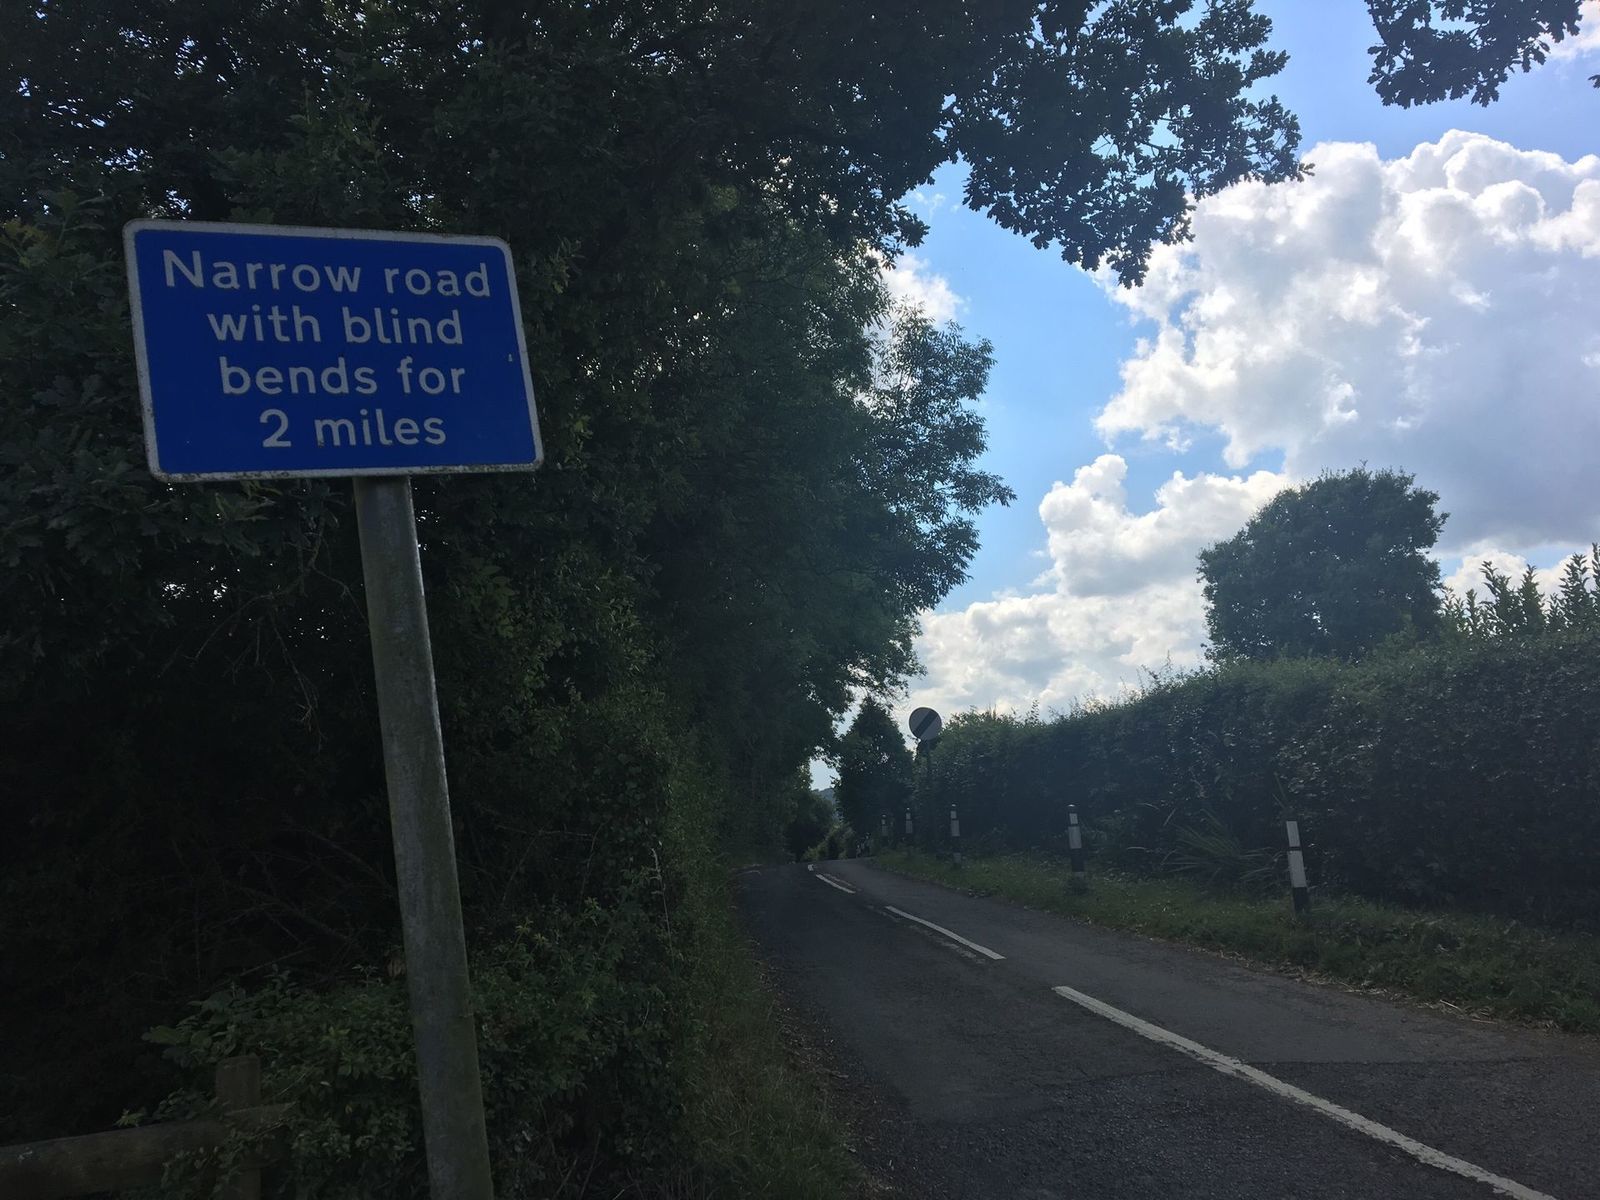 Narrow road
with blind
bends for
2 miles